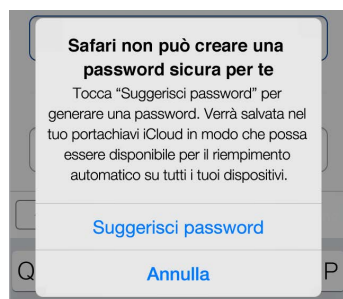 Safari non può creare una
password sicura per te
Tocca “Suggerisci password” per
generare una password. Verrà salvata nel
tuo portachiavi iCloud in modo che possa
essere disponibile per il riempimento
automatico su tutti i tuoi dispositivi.
Suggerisci password
Annulla
Q P